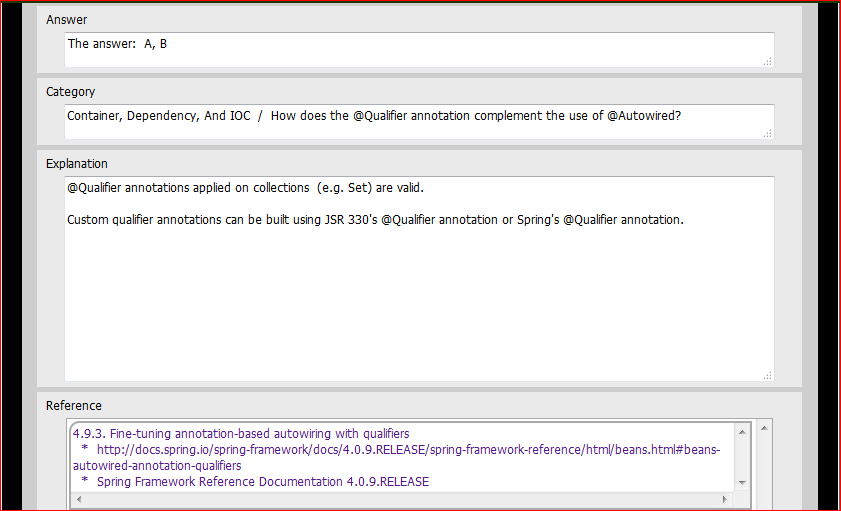 Answer
The answer:  A, B
Category
Container, Dependency, And IOC  /  How does the @Qualifier annotation complement the use of @Autowired?
Explanation
@Qualifier annotations applied on collections  (e.g. Set) are valid.
Custom qualifier annotations can be built using JSR 330's @Qualifier annotation or Spring's @Qualifier annotation.
Reference
4.9.3. Fine-tuning annotation-based autowiring with qualifiers
*  http://docs.spring.io/spring-framework/docs/4.0.9.RELEASE/spring-framework-reference/html/beans.html#beans-
autowired-annotation-qualifiers
*  Spring Framework Reference Documentation 4.0.9.RELEASE